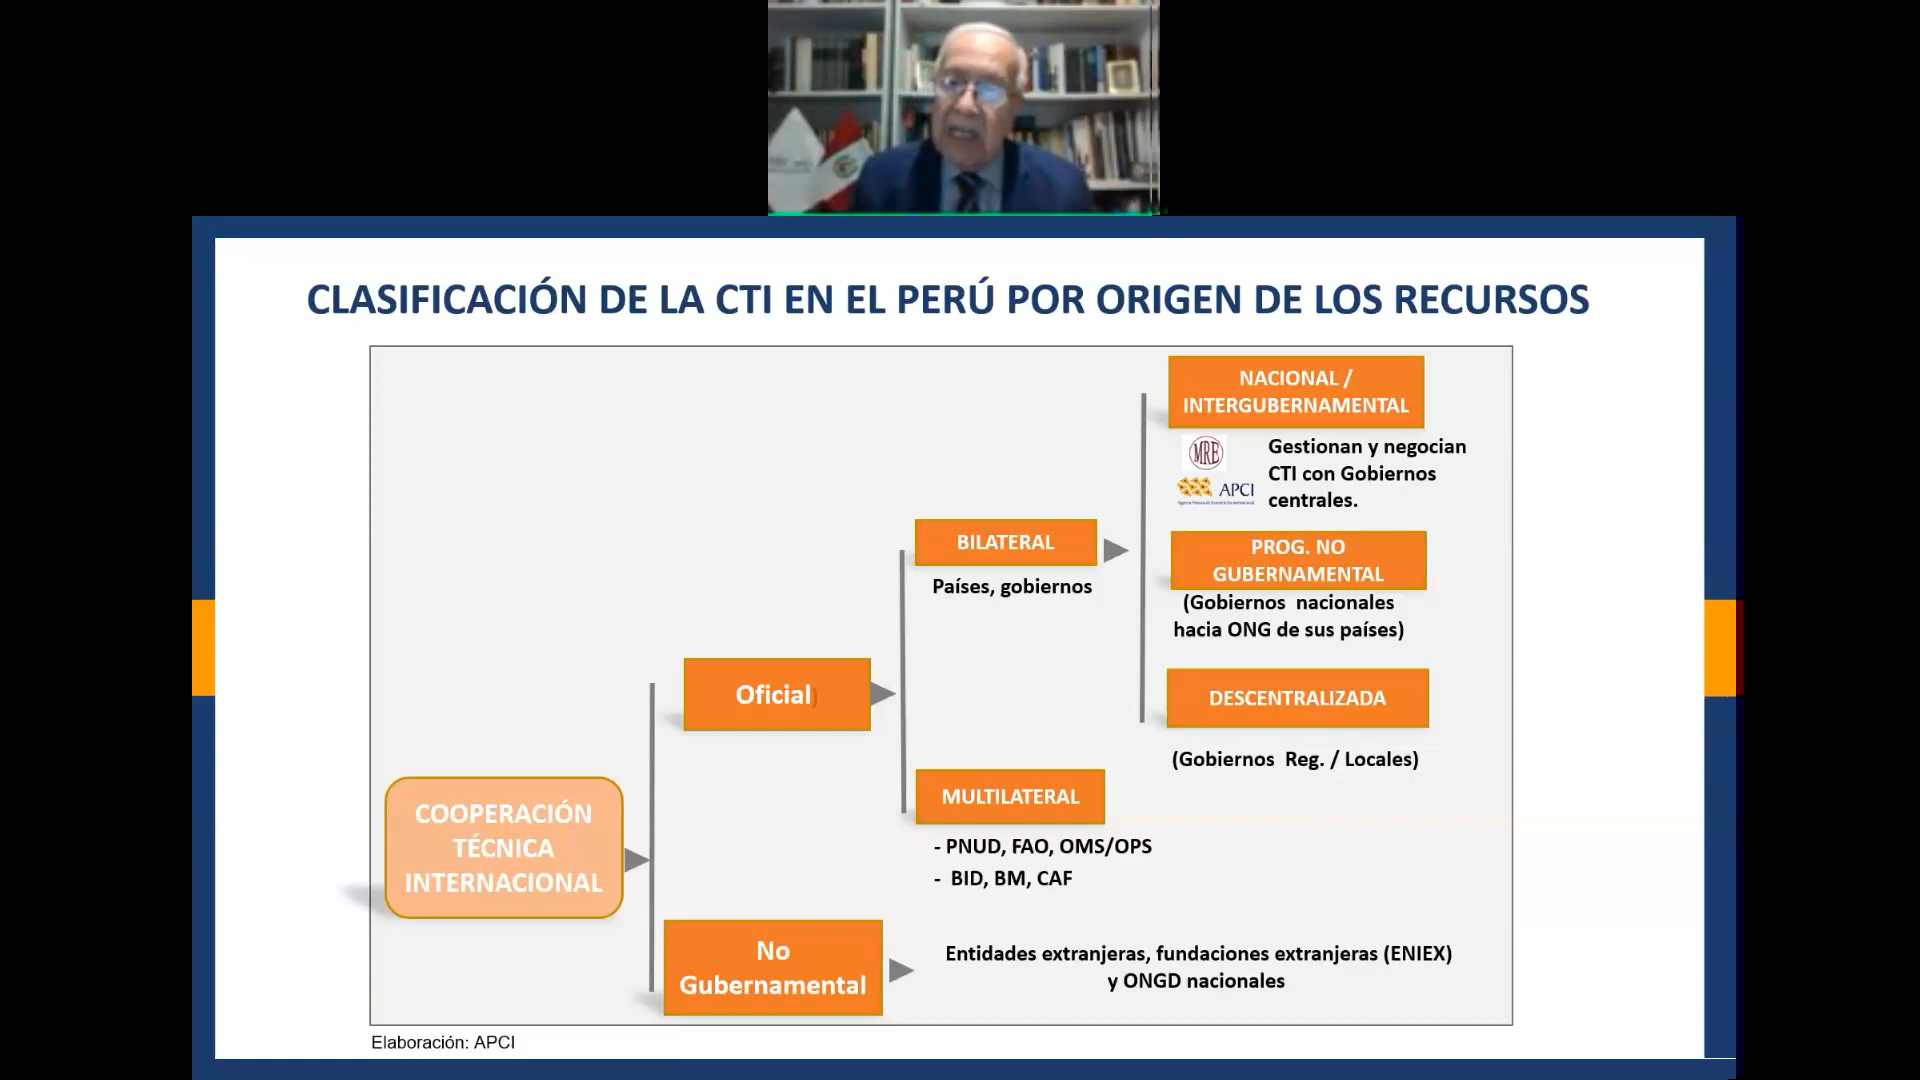 CLASIFICACIÓN DE LA CTI EN EL PERÚ POR ORIGEN DE LOS RECURSOS
NACIONAL /
INTERGUBERNAMENTAL
MRE
APCI
Gestionan y negocian
CTI con Gobiernos
centrales.
BILATERAL
Países, gobiernos
PROG. NO
GUBERNAMENTAL
(Gobiernos nacionales
hacia ONG de sus países)
Oficial)
DESCENTRALIZADA
(Gobiernos Reg. / Locales)
MULTILATERAL
- PNUD, FAO, OMS/OPS
- BID, BM, CAF
COOPERACIÓN
TÉCNICA
INTERNACIONAL
No
Gubernamental
Entidades extranjeras, fundaciones extranjeras (ENIEX)
y ONGD nacionales
Elaboración: APCI